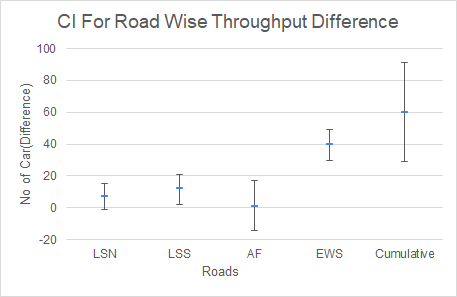 CI For Road Wise Throughput Difference
No of Car(Difference)
100
80
60
40
20
0
-20
LSN LSS AF EWS Cumulative
Roads